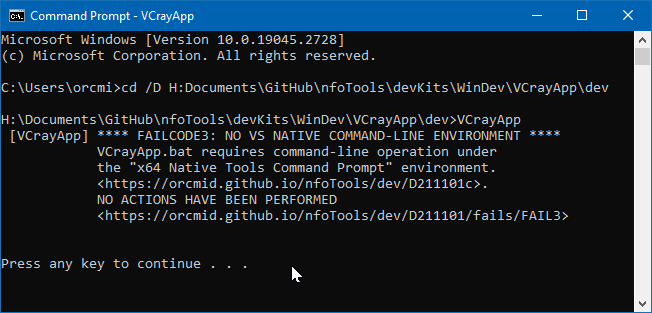 Command Prompt - VCrayApp
Microsoft Windows [Version 10.0.19045.2728]
(c) Microsoft Corporation. All rights reserved.
C:\Users\orcmi>cd /D H:Documents\GitHub\nfoTools\devKits\WinDev\VCrayApp\dev
H:\Documents\GitHub\nfoTools\devKits\WinDev\VCrayApp\dev>VCrayApp
[VCrayApp] **** FAILCODE3: NO VS NATIVE COMMAND-LINE ENVIRONMENT ****
VCrayApp.bat requires command-line operation under
the "x64 Native Tools Command Prompt" environment.
<https://orcmid.github.io/nfoTools/dev/D211101c>.
NO ACTIONS HAVE BEEN PERFORMED
<https://orcmid.github.io/nfoTools/dev/D211101/fails/FAIL3>
Press any key to continue . . .